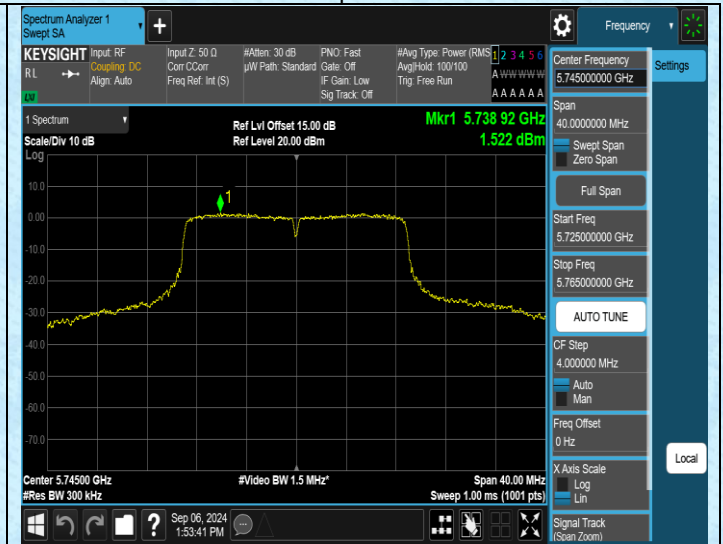 Spectrum Analyzer 1
Swept SA
+
Frequency
KEYSIGHT
RL
Input: RF
Coupling: DC
Align: Auto
Input Z: 50 Ω
Corr CCorr
Freq Ref: Int (S)
#Atten: 30 dB
µW Path: Standard
PNO: Fast
Gate: Off
IF Gain: Low
Sig Track: Off
#Avg Type: Power (RMS
Avg|Hold: 100/100
Trig: Free Run
1 2 3 4 5 6
A W W W W W
A A A A A A
LXI
1 Spectrum
Scale/Div 10 dB
Log
Ref Lvl Offset 15.00 dB
Ref Level 20.00 dBm
Mkr1 5.738 92 GHz
1.522 dBm
1
10.0
0.00
-10.0
-20.0
-30.0
-40.0
-50.0
-60.0
-70.0
Center 5.74500 GHz
#Res BW 300 kHz
#Video BW 1.5 MHz*
Span 40.00 MHz
Sweep 1.00 ms (1001 pts)
Sep 06, 2024
1:53:41 PM
?
Center Frequency
5.745000000 GHz
Span
40.0000000 MHz
Swept Span
Zero Span
Full Span
Start Freq
5.725000000 GHz
Stop Freq
5.765000000 GHz
AUTO TUNE
CF Step
4.000000 MHz
Auto
Man
Freq Offset
0 Hz
X Axis Scale
Log
Lin
Signal Track
(Span Zoom)
Settings
Local